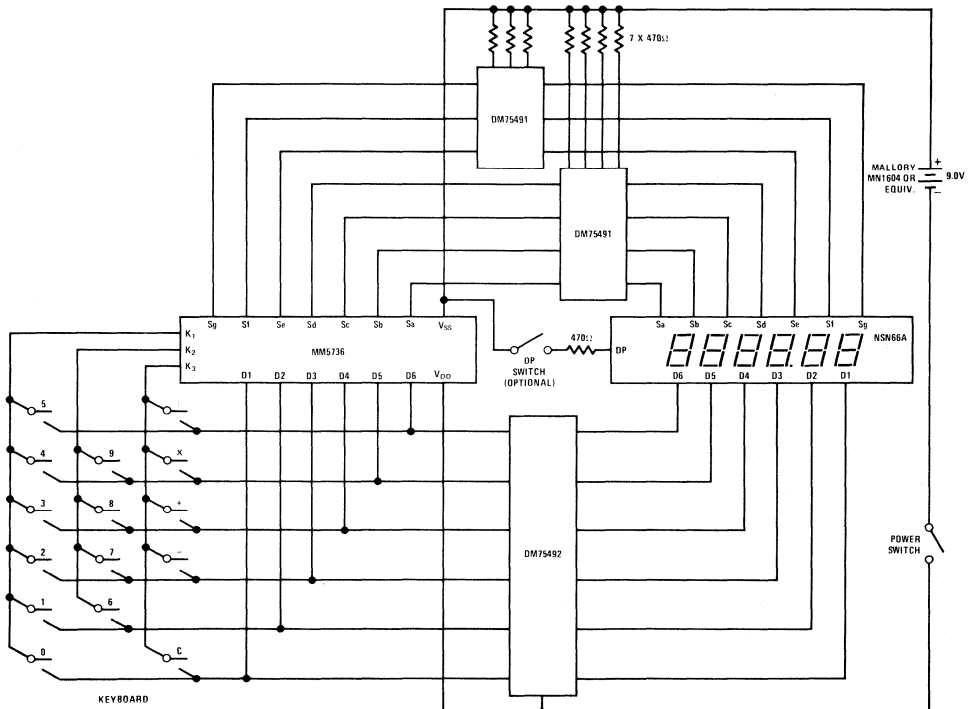 7 X 470Ω
DM75491
MALLORY
MN1604 OR
EQUIV.
+
−
9.0V
DM75491
Sg Sf Se Sd Sc Sb Sa VSS
K1
K2
K3
MM5736
D1 D2 D3 D4 D5 D6 VDD
470Ω
DP
SWITCH
(OPTIONAL)
Sa Sb Sc Sd Se Sf Sg
NSN66A
DP
888888
D6 D5 D4 D3 D2 D1
5
4 9 X
3 8 +
2 7 −
1 6
0 C
DM75492
POWER
SWITCH
KEYBOARD